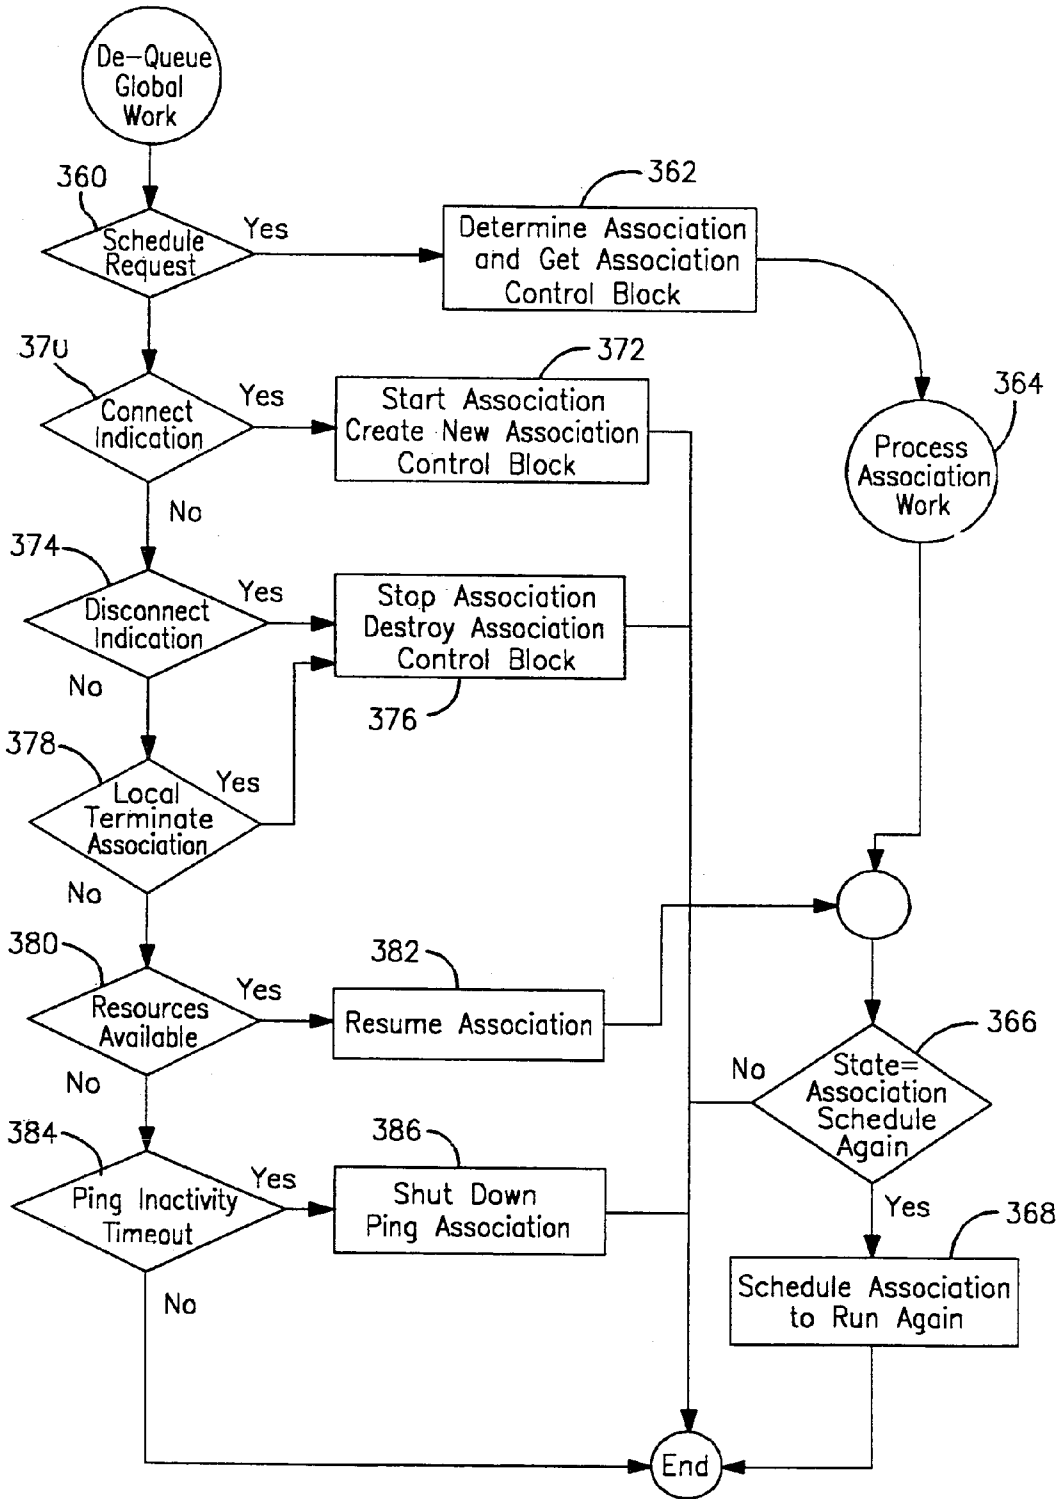 De-Queue
Global
Work
360
362
Schedule
Request
Yes
Determine Association
and Get Association
Control Block
370
372
364
Connect
Indication
Yes
Start Association
Create New Association
Control Block
Process
Association
Work
No
374
Disconnect
Indication
Yes
Stop Association
Destroy Association
Control Block
No
376
378
Local
Terminate
Association
Yes
No
380
382
Resources
Available
Yes
Resume Association
366
No
State=
Association
Schedule
Again
No
384
386
Ping Inactivity
Timeout
Yes
Shut Down
Ping Association
Yes
368
Schedule Association
to Run Again
No
End